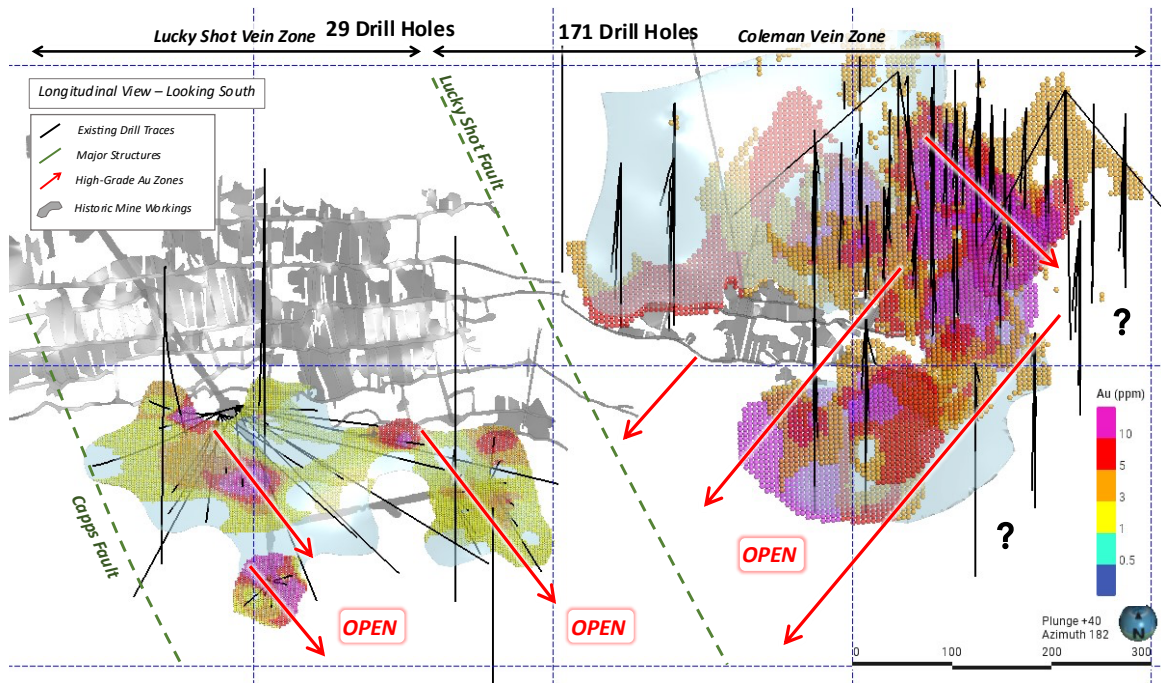 Lucky Shot Vein Zone
29 Drill Holes
171 Drill Holes
Coleman Vein Zone
Longitudinal View – Looking South
Existing Drill Traces
Major Structures
High-Grade Au Zones
Historic Mine Workings
Lucky Shot Fault
Capps Fault
?
?
OPEN
OPEN
OPEN
Au (ppm)
10
5
3
1
0.5
Plunge +40
Azimuth 182
N
0
100
200
300